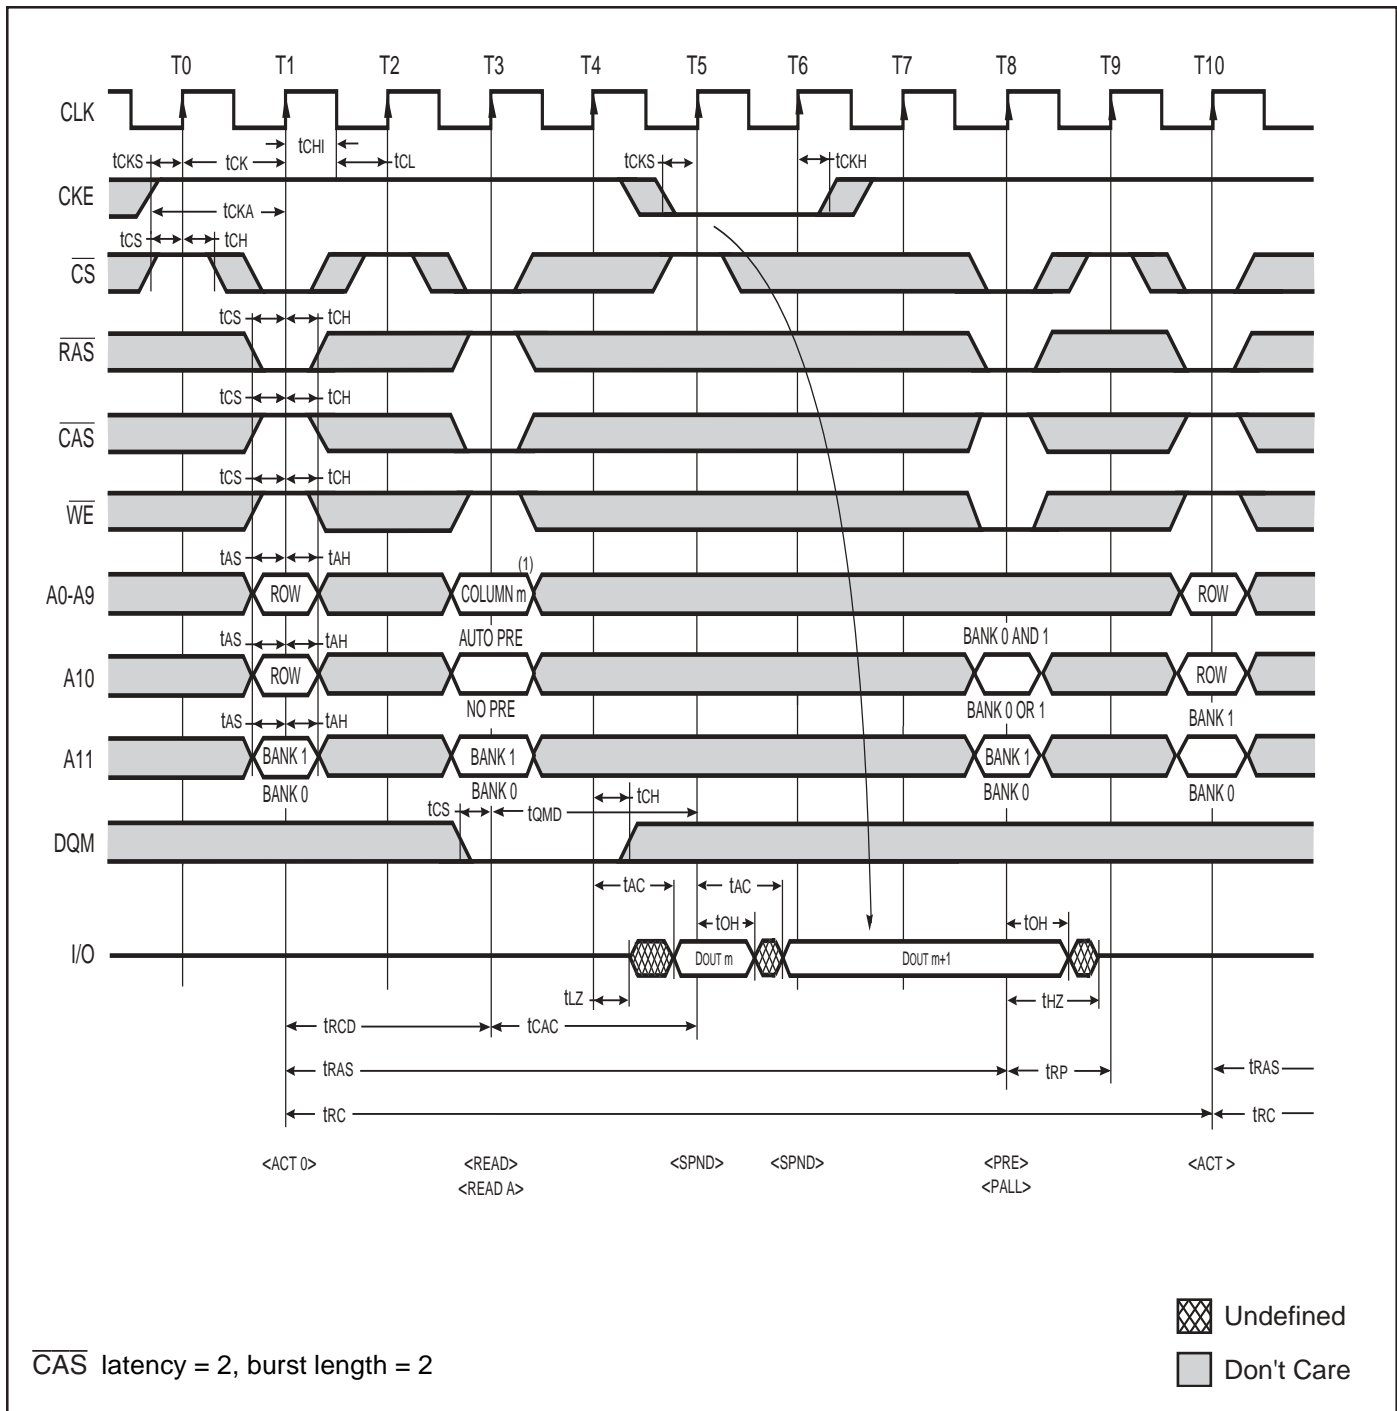 T0 T1 T2 T3 T4 T5 T6 T7 T8 T9 T10
CLK
tCHI
tCKS tCK tCL tCKS tCKH
CKE
tCKA
tCS tCH
CS
tCS tCH
RAS
tCS tCH
CAS
tCS tCH
WE
tAS tAH (1)
A0-A9 ROW COLUMN m ROW
tAS tAH AUTO PRE BANK 0 AND 1
A10 ROW ROW
NO PRE BANK 0 OR 1 BANK 1
tAS tAH
A11 BANK 1 BANK 1 BANK 1
BANK 0 BANK 0 BANK 0 BANK 0
tCS tQMD tCH
DQM
tAC tAC
tOH tOH
I/O DOUT m DOUT m+1
tLZ tHZ
tRCD tCAC
tRAS tRP tRAS
tRC tRC
<ACT 0> <READ> <SPND> <SPND> <PRE> <ACT >
<READ A> <PALL>
Undefined
CAS latency = 2, burst length = 2
Don't Care